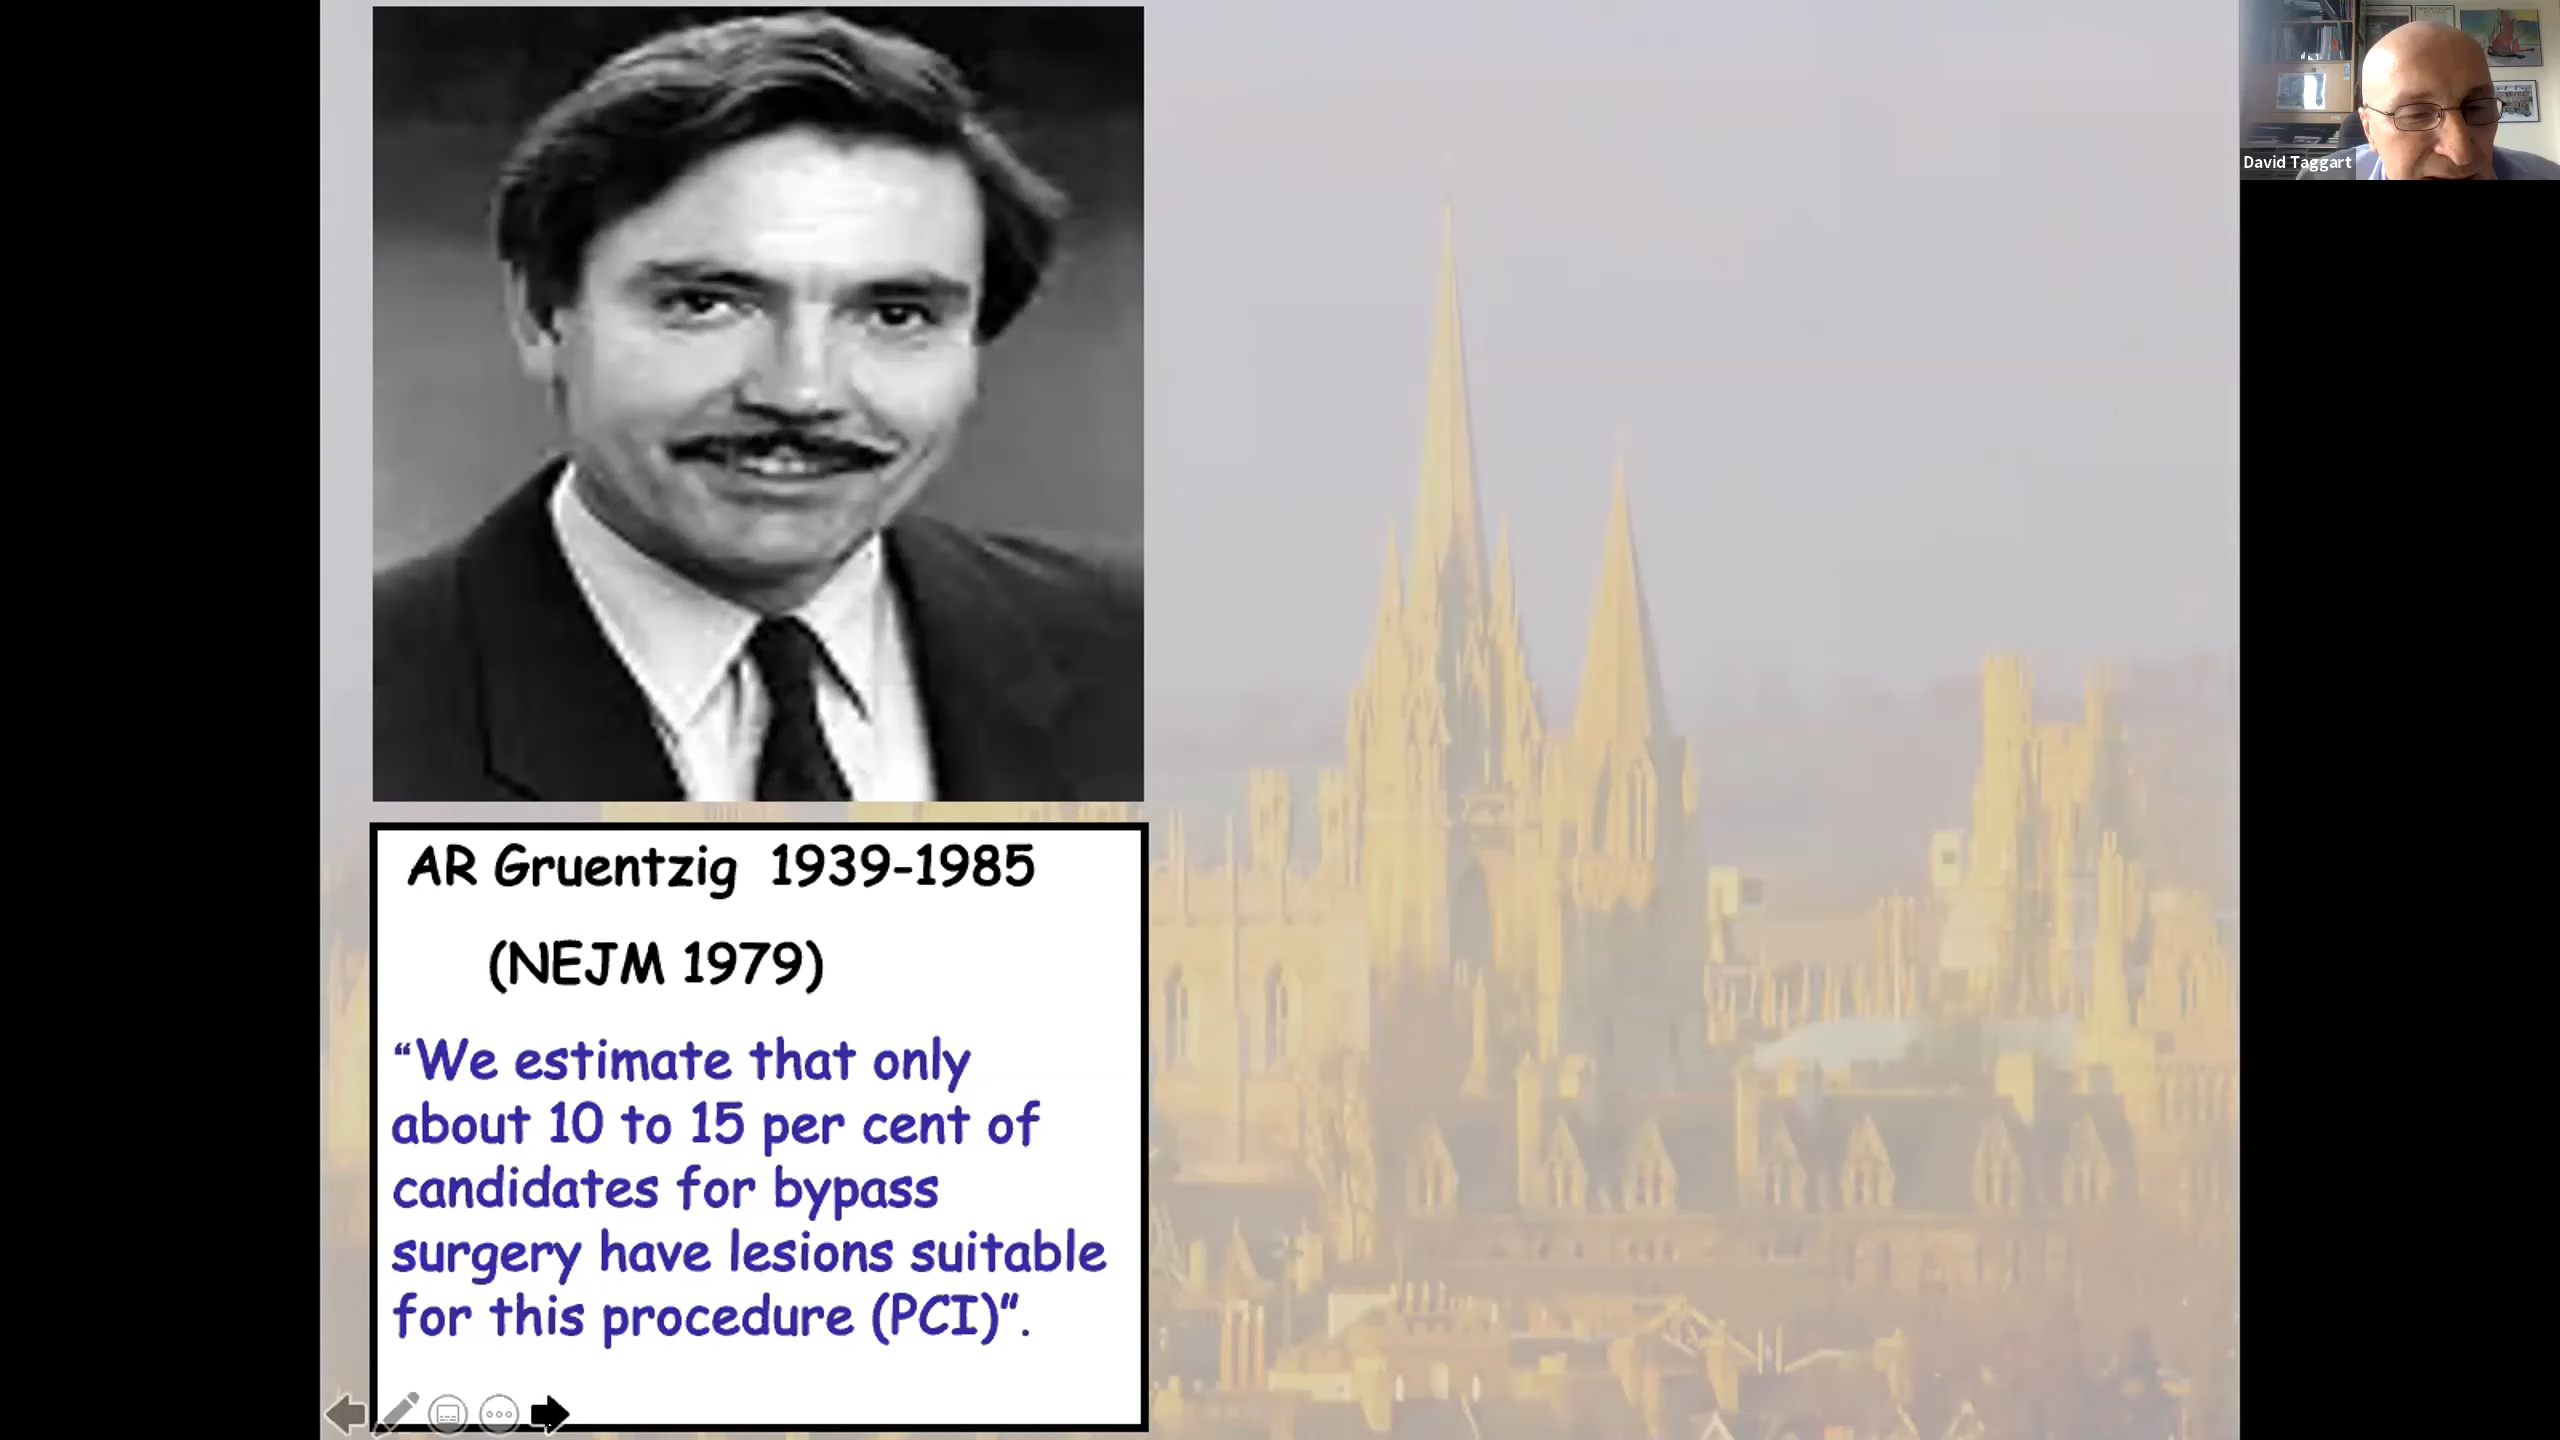 David Taggart
AR Gruentzig 1939-1985
(NEJM 1979)
“We estimate that only
about 10 to 15 per cent of
candidates for bypass
surgery have lesions suitable
for this procedure (PCI)”.